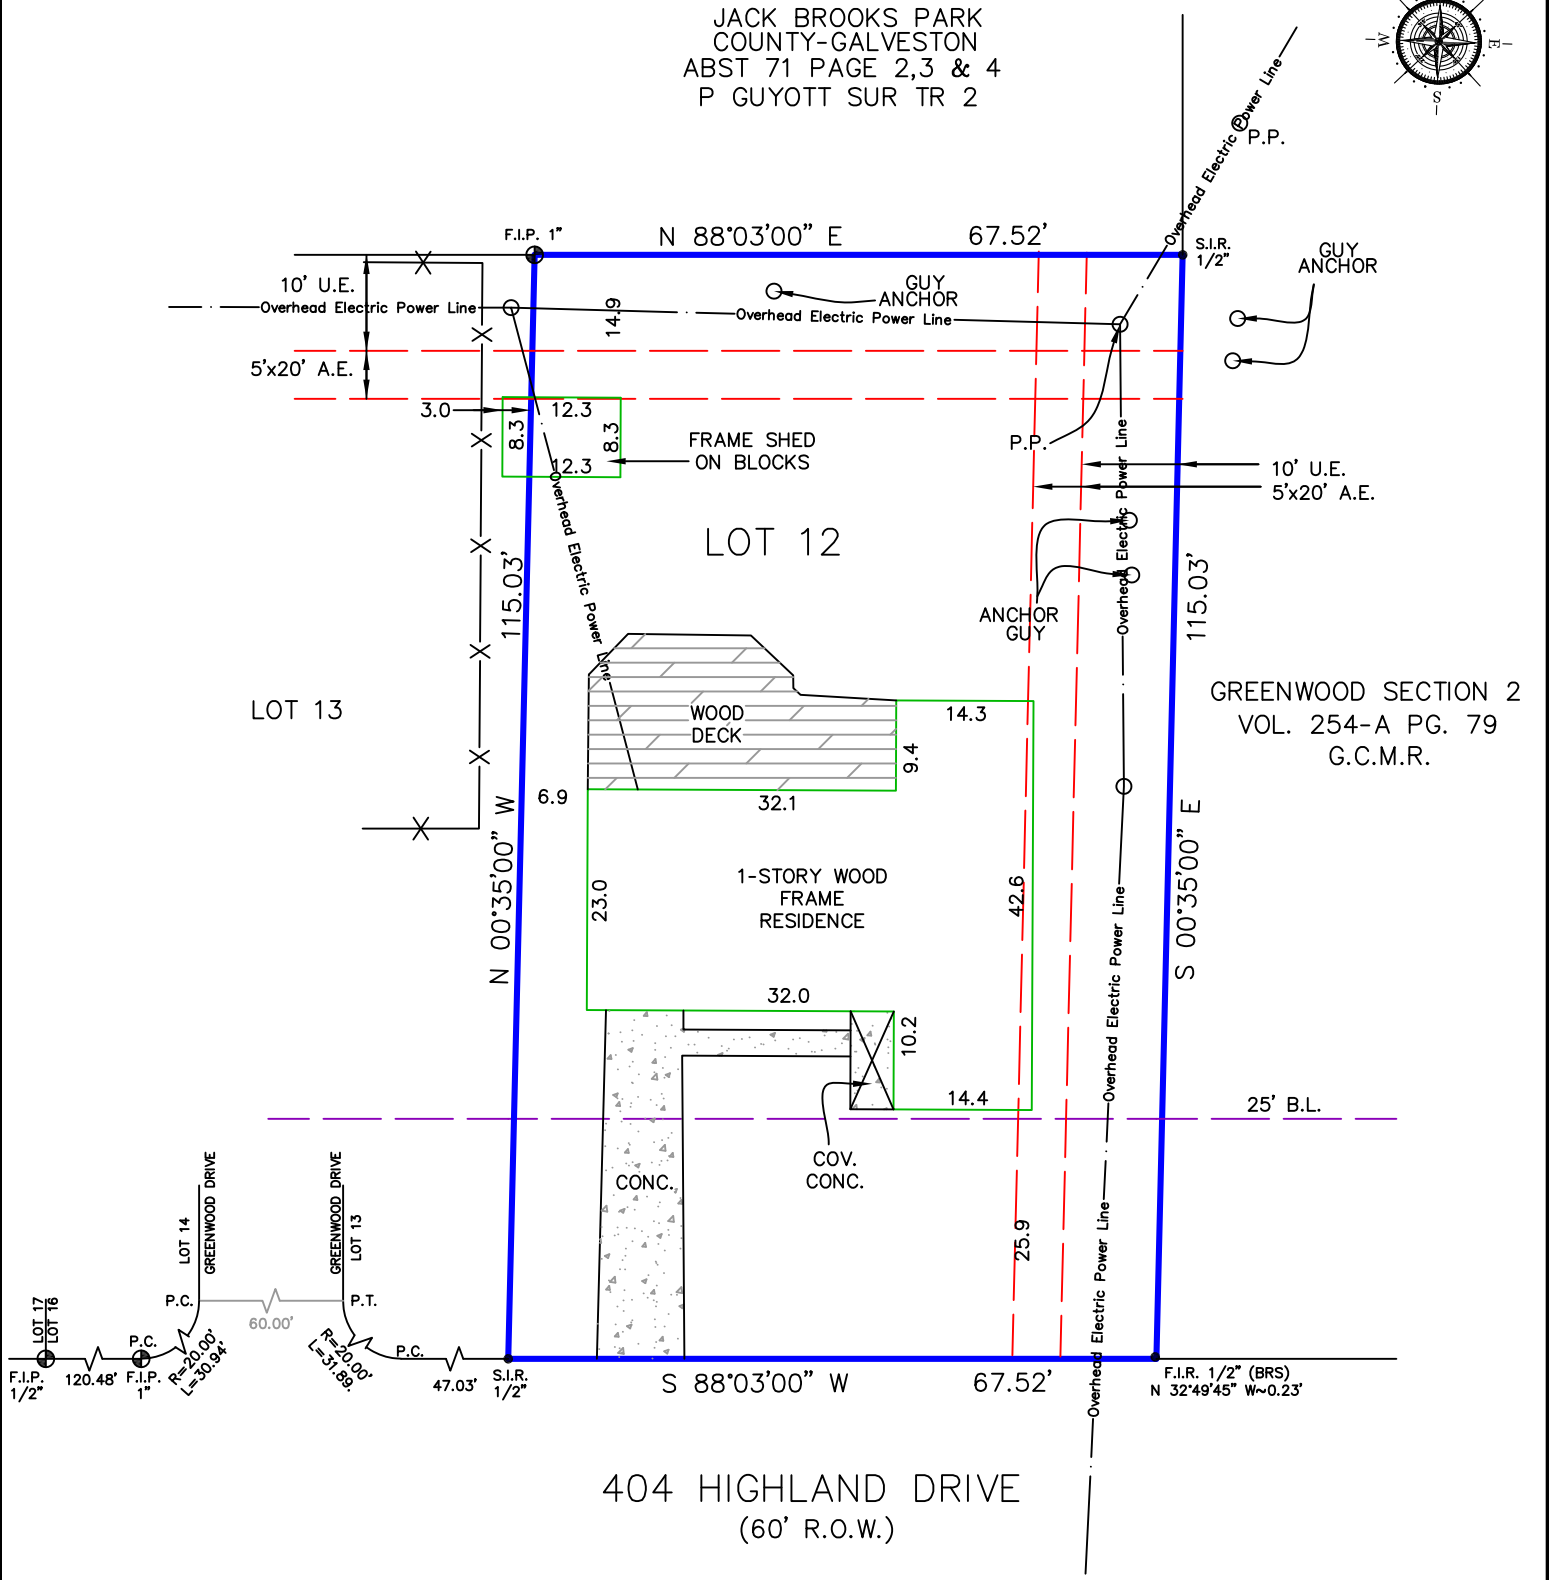 JACK BROOKS PARK
COUNTY-GALVESTON
ABST 71 PAGE 2,3 & 4
P GUYOTT SUR TR 2
W
E
S
Overhead Electric Power Line
P.P.
F.I.P. 1"
N 88°03'00" E
67.52'
S.I.R.
1/2"
GUY
ANCHOR
10' U.E.
Overhead Electric Power Line
14.9
GUY
ANCHOR
Overhead Electric Power Line
5'x20' A.E.
3.0
12.3
8.3
8.3
12.3
FRAME SHED
ON BLOCKS
P.P.
10' U.E.
5'x20' A.E.
Overhead Electric Power Line
Overhead Electric Power Line
LOT 12
115.03'
115.03'
ANCHOR
GUY
LOT 13
GREENWOOD SECTION 2
VOL. 254-A PG. 79
G.C.M.R.
WOOD
DECK
14.3
9.4
6.9
32.1
N 00°35'00" W
S 00°35'00" E
1-STORY WOOD
FRAME
RESIDENCE
23.0
42.6
Overhead Electric Power Line
32.0
10.2
14.4
25' B.L.
COV.
CONC.
CONC.
25.9
Overhead Electric Power Line
LOT 14
GREENWOOD DRIVE
GREENWOOD DRIVE
LOT 13
P.C.
60.00'
P.T.
LOT 17
LOT 16
P.C.
R=20.00'
L=30.94'
R=20.00'
L=31.89.
P.C.
F.I.P.
1/2"
120.48'
F.I.P.
1"
47.03'
S.I.R.
1/2"
S 88°03'00" W
67.52'
F.I.R. 1/2" (BRS)
N 32°49'45" W~0.23'
404 HIGHLAND DRIVE
(60' R.O.W.)